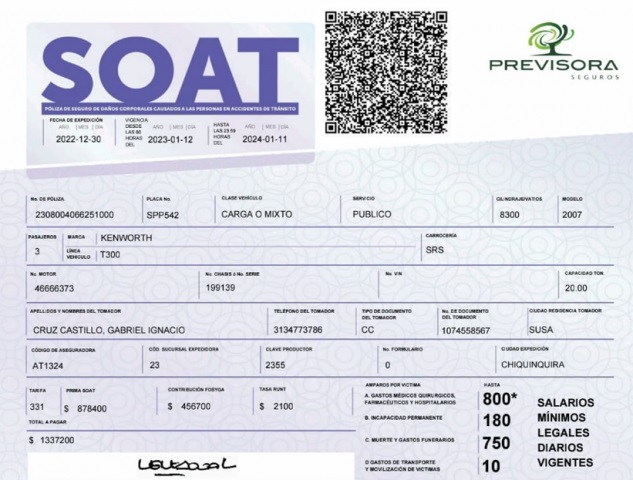 SOAT
PÓLIZA DE SEGURO DE DAÑOS CORPORALES CAUSADOS A LAS PERSONAS EN ACCIDENTES DE TRÁNSITO
PREVISORA
SEGUROS
FECHA DE EXPEDICIÓN
AÑO | MES | DÍA
2022-12-30
VIGENCIA DESDE LAS 00 HORAS DEL
AÑO | MES | DÍA
2023-01-12
HASTA LAS 23 59 HORAS DEL
AÑO | MES | DÍA
2024-01-11
No. DE PÓLIZA PLACA No. CLASE VEHÍCULO SERVICIO CILINDRAJE/VATIOS MODELO
2308004066251000 SPP542 CARGA O MIXTO PUBLICO 8300 2007
PASAJEROS MARCA KENWORTH CARROCERÍA
3 LÍNEA VEHICULO T300 SRS
No. MOTOR No. CHASIS ó No. SERIE No. VIN CAPACIDAD TON
46666373 199139 20.00
APELLIDOS Y NOMBRES DEL TOMADOR TELÉFONO DEL TOMADOR TIPO DE DOCUMENTO DEL TOMADOR No. DE DOCUMENTO DEL TOMADOR CIUDAD RESIDENCIA TOMADOR
CRUZ CASTILLO, GABRIEL IGNACIO 3134773786 CC 1074558567 SUSA
CÓDIGO DE ASEGURADORA CÓD. SUCURSAL EXPEDIDORA CLAVE PRODUCTOR No. FORMULARIO CIUDAD EXPEDICIÓN
AT1324 23 2355 0 CHIQUINQUIRA
TARIFA PRIMA SOAT CONTRIBUCIÓN FOSYGA TASA RUNT
331 $ 878400 $ 456700 $ 2100
TOTAL A PAGAR
$ 1337200
AMPAROS POR VICTIMA HASTA
A. GASTOS MÉDICOS QUIRÚRGICOS, FARMACÉUTICOS Y HOSPITALARIOS 800*
B. INCAPACIDAD PERMANENTE 180
C. MUERTE Y GASTOS FUNERARIOS 750
D GASTOS DE TRANSPORTE Y MOVILIZACIÓN DE VICTIMAS 10
SALARIOS
MÍNIMOS
LEGALES
DIARIOS
VIGENTES